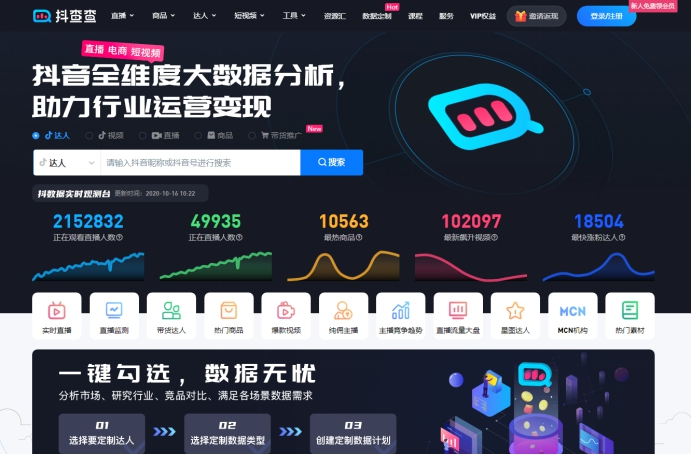 新人免费领会员
抖查查 直播 商品 达人 短视频 工具 资源汇 数据定制 Hot 课程 服务 VIP权益 邀请返现 登录/注册
直播 电商 短视频
抖音全维度大数据分析，
助力行业运营变现
达人 视频 直播 商品 带货推广 New
达人 请输入抖音昵称或抖音号进行搜索 搜索
抖数据实时观测台 更新时间：2020-10-16 10:22
2152832 49935 10563 102097 18504
正在观看直播人数 正在直播人数 最热商品 最新飙升视频 最快涨粉达人
实时直播 直播监测 带货达人 热门商品 爆款视频 纯佣主播 主播竞争趋势 直播流量大盘 星图达人 MCN MCN机构 热门素材
一键勾选，数据无忧
分析市场、研究行业、竞品对比、满足各场景数据需求
01 02 03
选择要定制达人 选择定制数据类型 创建定制数据计划